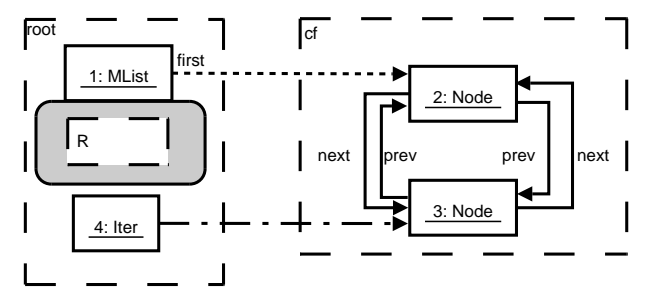 root
cf
first
1: MList
2: Node
R
next
prev
prev
next
3: Node
4: Iter